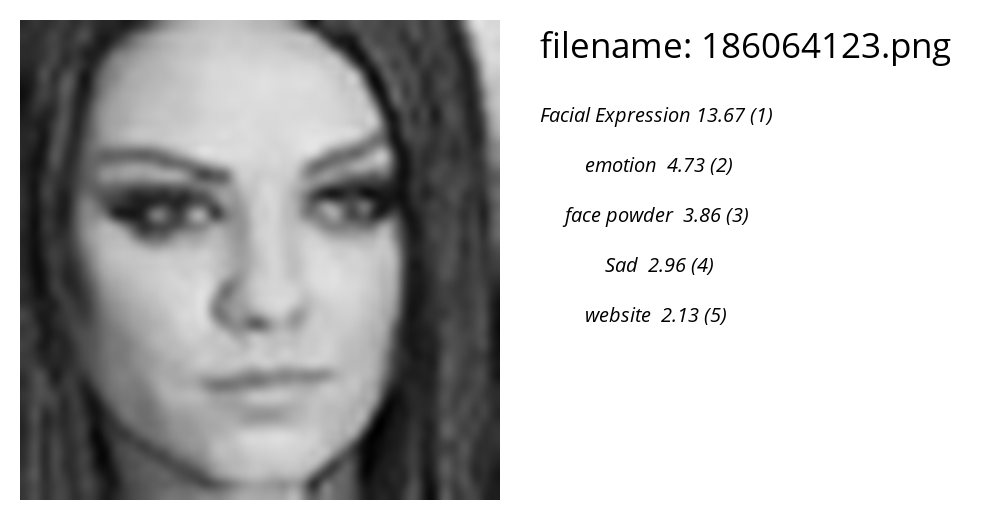 filename: 186064123.png
Facial Expression 13.67 (1)
emotion 4.73 (2)
face powder 3.86 (3)
Sad 2.96 (4)
website 2.13 (5)